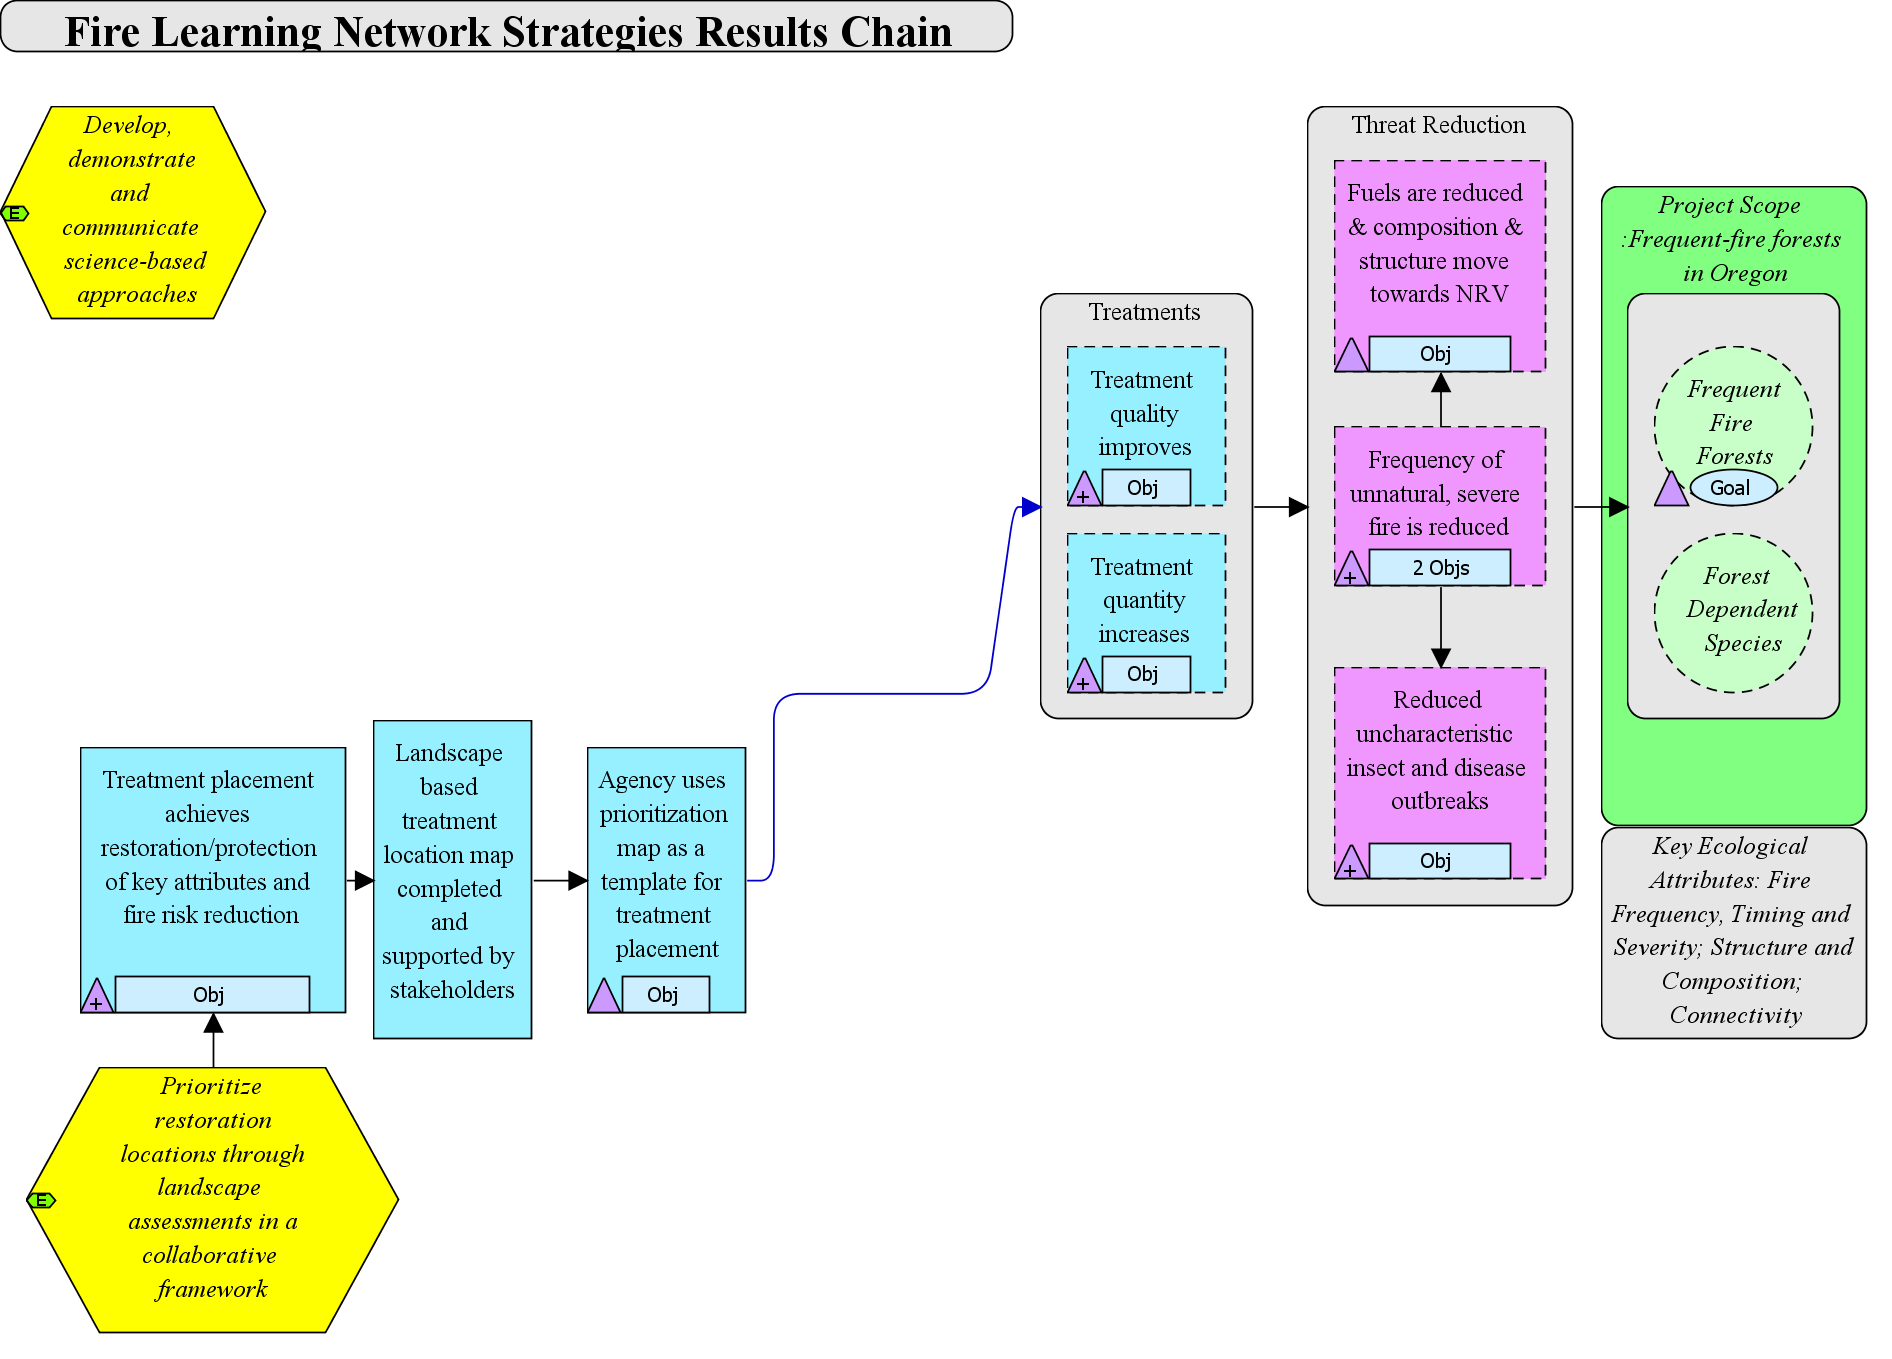 Fire Learning Network Strategies Results Chain
Develop,
demonstrate
and
communicate
science-based
approaches
E
Treatment placement
achieves
restoration/protection
of key attributes and
fire risk reduction
+
Obj
Prioritize
restoration
locations through
landscape
assessments in a
collaborative
framework
E
Landscape
based
treatment
location map
completed
and
supported by
stakeholders
Agency uses
prioritization
map as a
template for
treatment
placement
Obj
Treatments
Treatment
quality
improves
+
Obj
Treatment
quantity
increases
+
Obj
Threat Reduction
Fuels are reduced
& composition &
structure move
towards NRV
Obj
Frequency of
unnatural, severe
fire is reduced
+
2 Objs
Reduced
uncharacteristic
insect and disease
outbreaks
+
Obj
Project Scope
:Frequent-fire forests
in Oregon
Frequent
Fire
Forests
Goal
Forest
Dependent
Species
Key Ecological
Attributes: Fire
Frequency, Timing and
Severity; Structure and
Composition;
Connectivity